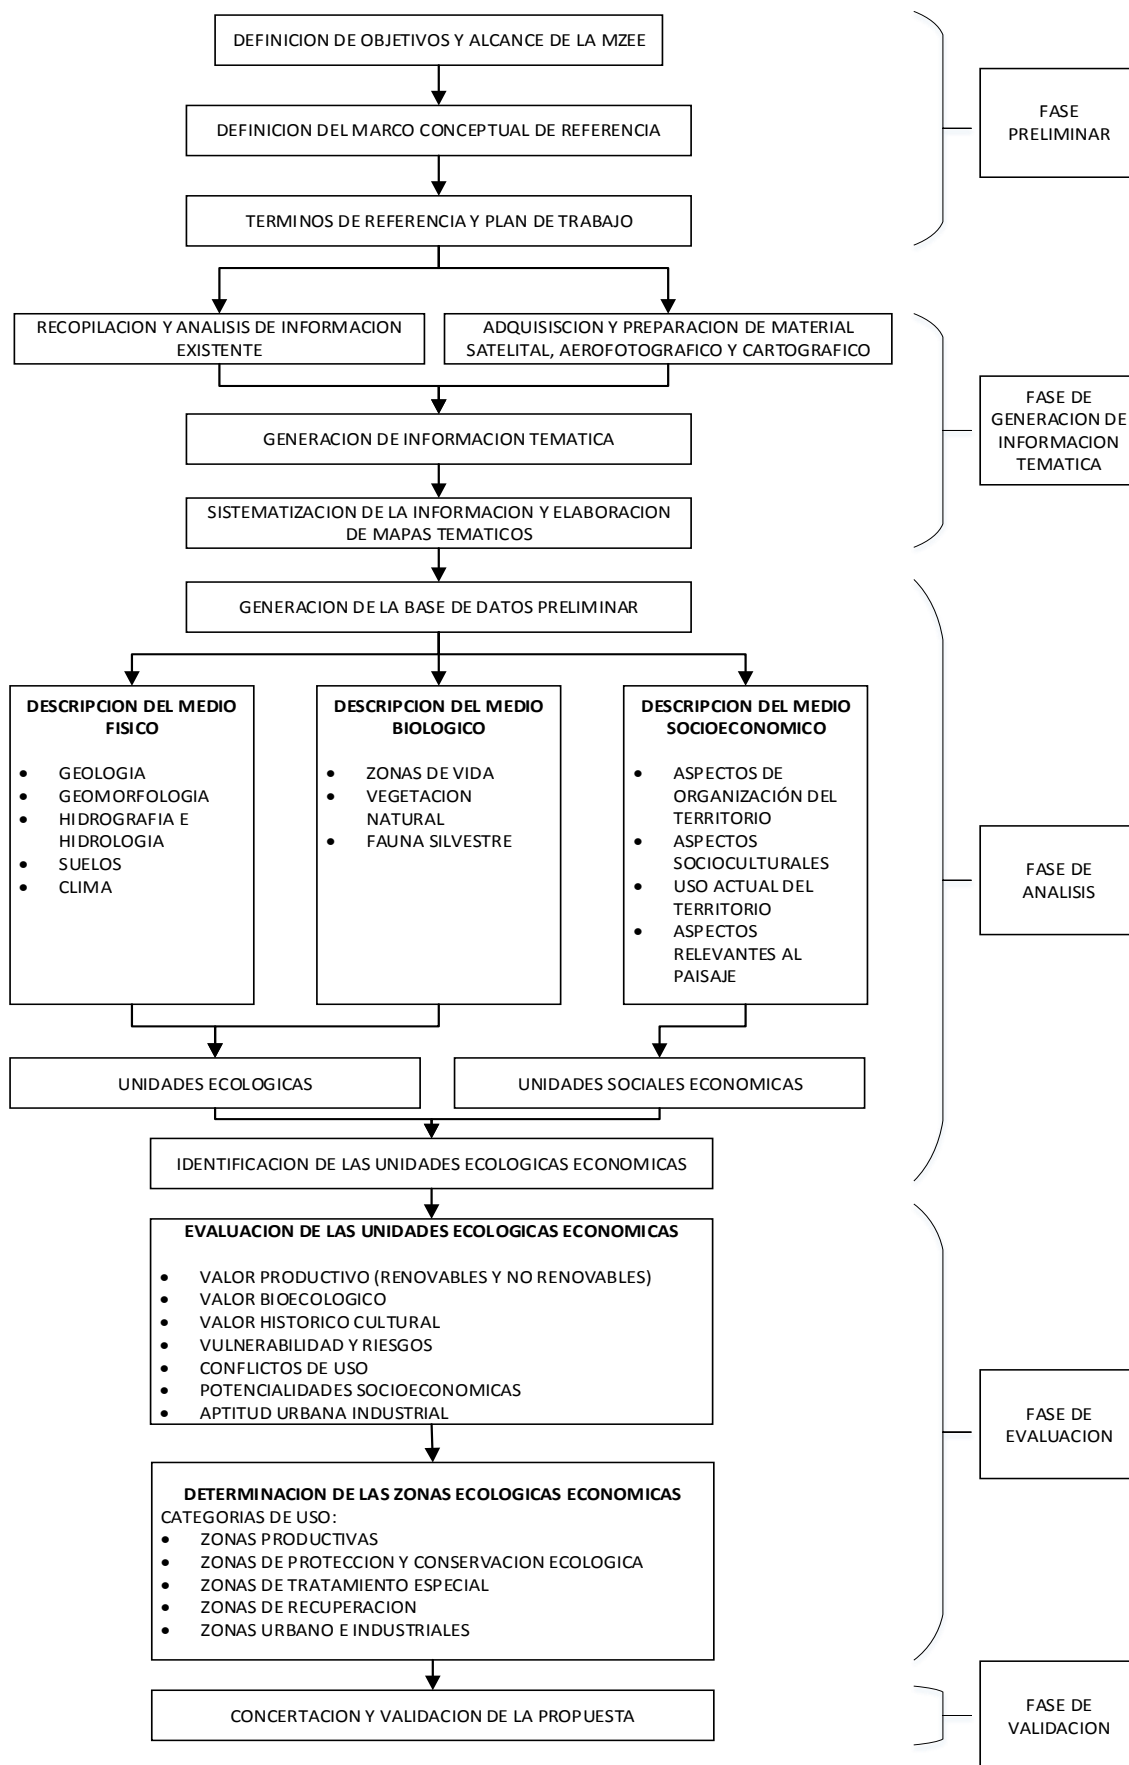 DEFINICION DE OBJETIVOS Y ALCANCE DE LA MZEE
DEFINICION DEL MARCO CONCEPTUAL DE REFERENCIA
TERMINOS DE REFERENCIA Y PLAN DE TRABAJO
FASE
PRELIMINAR
RECOPILACION Y ANALISIS DE INFORMACION
EXISTENTE
ADQUISISCION Y PREPARACION DE MATERIAL
SATELITAL, AEROFOTOGRAFICO Y CARTOGRAFICO
GENERACION DE INFORMACION TEMATICA
SISTEMATIZACION DE LA INFORMACION Y ELABORACION
DE MAPAS TEMATICOS
FASE DE
GENERACION DE
INFORMACION
TEMATICA
GENERACION DE LA BASE DE DATOS PRELIMINAR
DESCRIPCION DEL MEDIO
FISICO
• GEOLOGIA
• GEOMORFOLOGIA
• HIDROGRAFIA E
HIDROLOGIA
• SUELOS
• CLIMA
DESCRIPCION DEL MEDIO
BIOLOGICO
• ZONAS DE VIDA
• VEGETACION
NATURAL
• FAUNA SILVESTRE
DESCRIPCION DEL MEDIO
SOCIOECONOMICO
• ASPECTOS DE
ORGANIZACIÓN DEL
TERRITORIO
• ASPECTOS
SOCIOCULTURALES
• USO ACTUAL DEL
TERRITORIO
• ASPECTOS
RELEVANTES AL
PAISAJE
UNIDADES ECOLOGICAS
UNIDADES SOCIALES ECONOMICAS
IDENTIFICACION DE LAS UNIDADES ECOLOGICAS ECONOMICAS
FASE DE
ANALISIS
EVALUACION DE LAS UNIDADES ECOLOGICAS ECONOMICAS
• VALOR PRODUCTIVO (RENOVABLES Y NO RENOVABLES)
• VALOR BIOECOLOGICO
• VALOR HISTORICO CULTURAL
• VULNERABILIDAD Y RIESGOS
• CONFLICTOS DE USO
• POTENCIALIDADES SOCIOECONOMICAS
• APTITUD URBANA INDUSTRIAL
DETERMINACION DE LAS ZONAS ECOLOGICAS ECONOMICAS
CATEGORIAS DE USO:
• ZONAS PRODUCTIVAS
• ZONAS DE PROTECCION Y CONSERVACION ECOLOGICA
• ZONAS DE TRATAMIENTO ESPECIAL
• ZONAS DE RECUPERACION
• ZONAS URBANO E INDUSTRIALES
FASE DE
EVALUACION
CONCERTACION Y VALIDACION DE LA PROPUESTA
FASE DE
VALIDACION